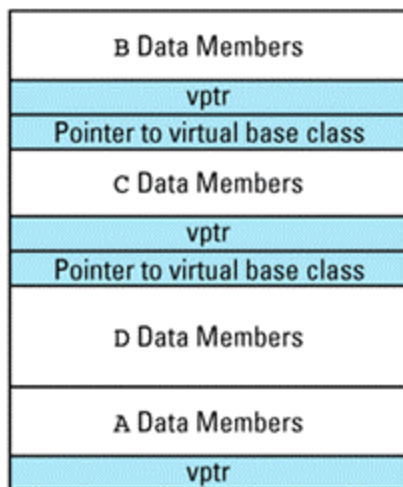 B Data Members
vptr
Pointer to virtual base class
C Data Members
vptr
Pointer to virtual base class
D Data Members
A Data Members
vptr